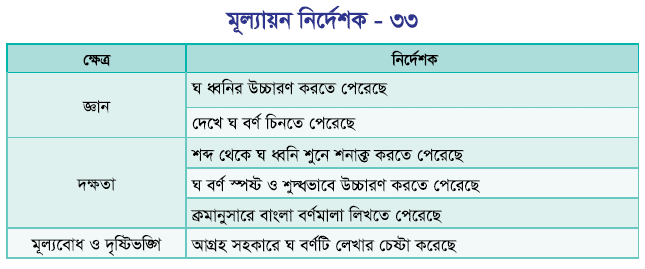 মূল্যায়ন নির্দেশক - ৩৩
ক্ষেত্র নির্দেশক
জ্ঞান
ঘ ধ্বনির উচ্চারণ করতে পেরেছে
দেখে ঘ বর্ণ চিনতে পেরেছে
দক্ষতা
শব্দ থেকে ঘ ধ্বনি শুনে শনাক্ত করতে পেরেছে
ঘ বর্ণ স্পষ্ট ও শুদ্ধভাবে উচ্চারণ করতে পেরেছে
ক্রমানুসারে বাংলা বর্ণমালা লিখতে পেরেছে
মূল্যবোধ ও দৃষ্টিভঙ্গি আগ্রহ সহকারে ঘ বর্ণটি লেখার চেষ্টা করেছে